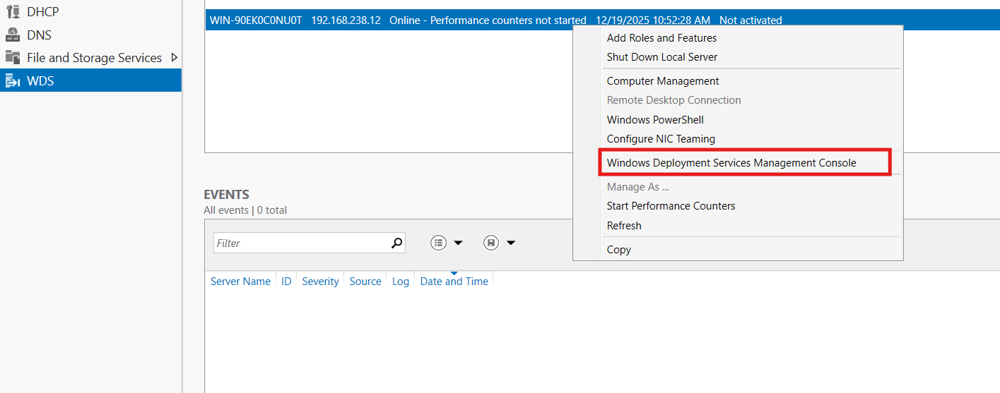 DHCP
DNS
File and Storage Services
WDS
WIN-90EK0C0NU0T 192.168.238.12 Online - Performance counters not started 12/19/2025 10:52:28 AM Not activated
Add Roles and Features
Shut Down Local Server
Computer Management
Remote Desktop Connection
Windows PowerShell
Configure NIC Teaming
Windows Deployment Services Management Console
Manage As ...
Start Performance Counters
Refresh
Copy
EVENTS
All events | 0 total
Filter
Server Name ID Severity Source Log Date and Time